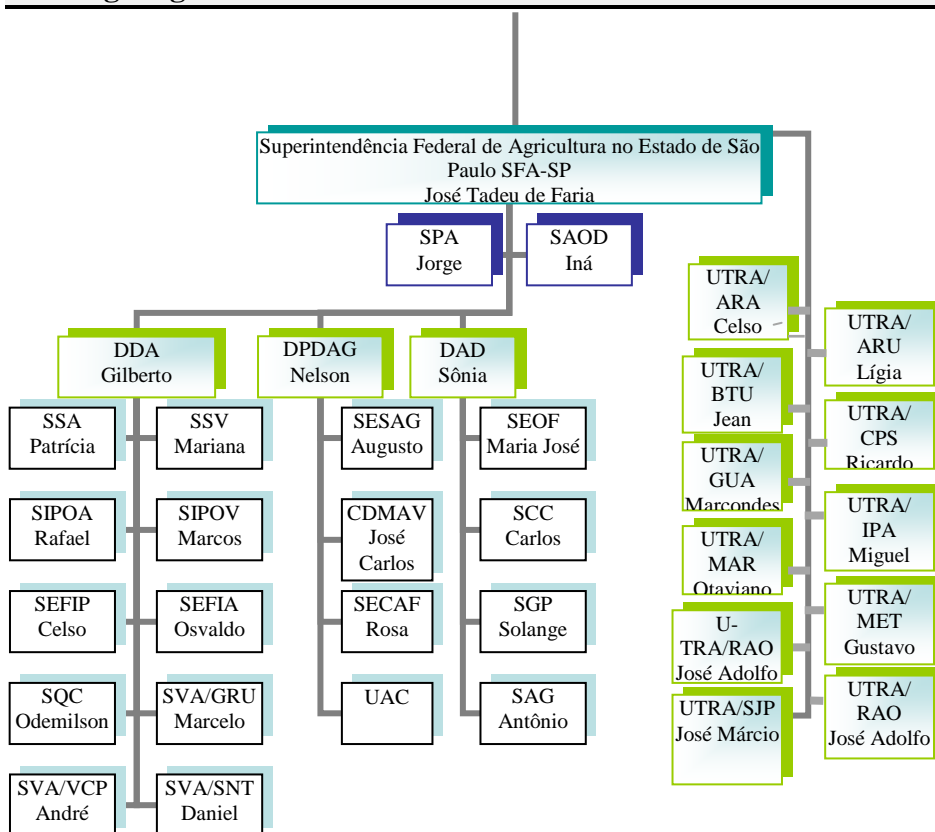 Superintendência Federal de Agricultura no Estado de São
Paulo SFA-SP
José Tadeu de Faria
SPA
Jorge
SAOD
Iná
DDA
Gilberto
DPDAG
Nelson
DAD
Sônia
SSA
Patrícia
SSV
Mariana
SESAG
Augusto
SEOF
Maria José
SIPOA
Rafael
SIPOV
Marcos
CDMAV
José
Carlos
SCC
Carlos
SEFIP
Celso
SEFIA
Osvaldo
SECAF
Rosa
SGP
Solange
SQC
Odemilson
SVA/GRU
Marcelo
UAC
SAG
Antônio
SVA/VCP
André
SVA/SNT
Daniel
UTRA/
ARA
Celso
UTRA/
ARU
Lígia
UTRA/
BTU
Jean
UTRA/
CPS
Ricardo
UTRA/
GUA
Marcondes
UTRA/
IPA
Miguel
UTRA/
MAR
Otaviano
UTRA/
MET
Gustavo
U-
TRA/RAO
José Adolfo
UTRA/
RAO
José Adolfo
UTRA/SJP
José Márcio